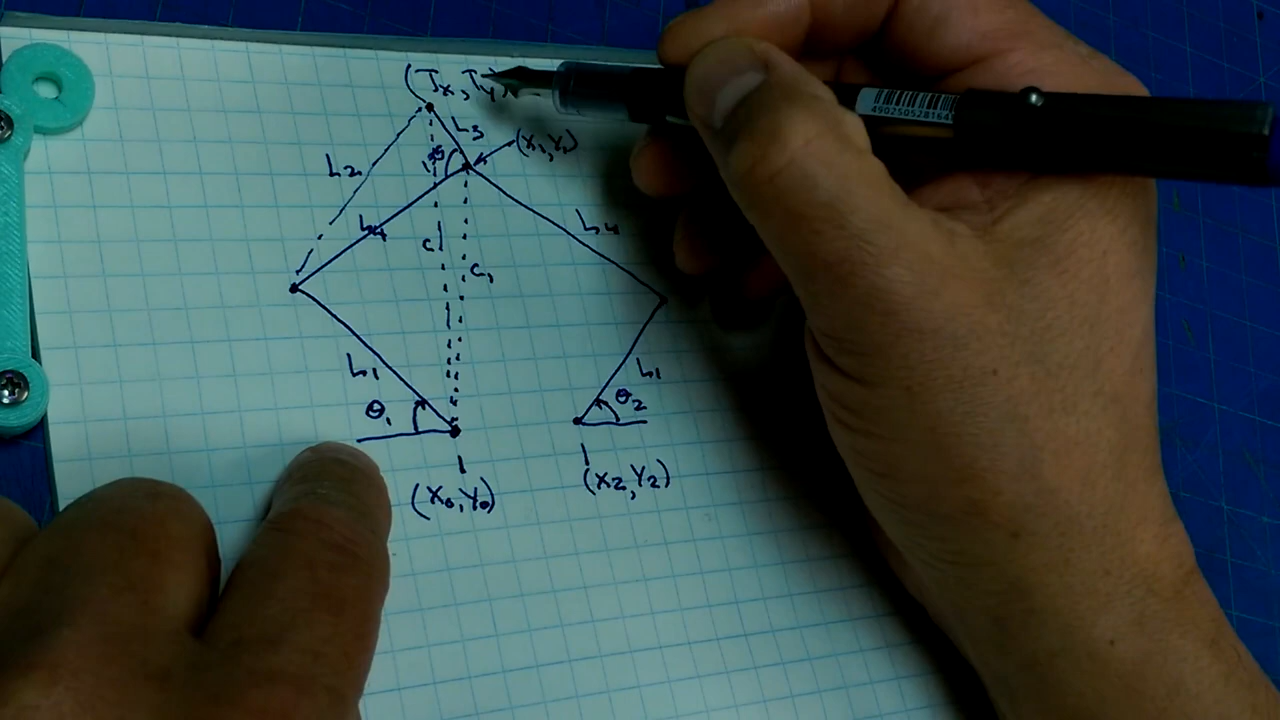 (Tx,Ty)
L3
(X1,Y1)
L2
L4
L4
C
C1
L1
L1
θ1
θ2
(X0,Y0)
(X2,Y2)